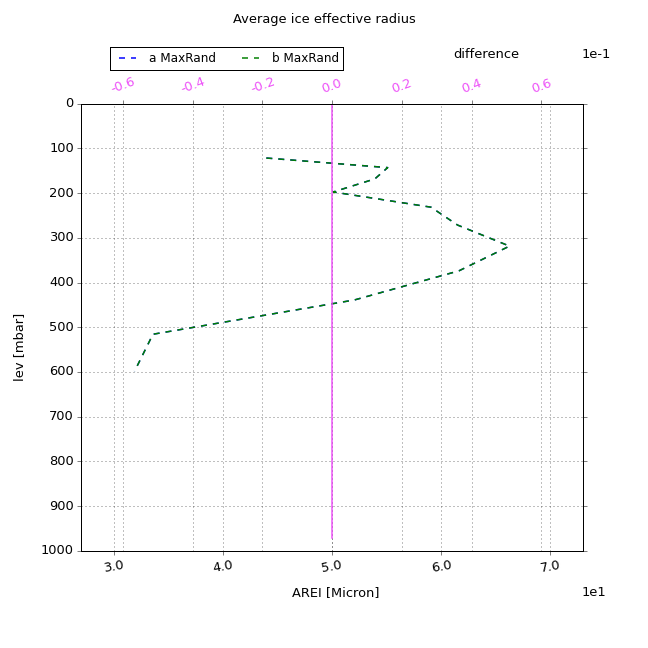 Average ice effective radius
a MaxRand b MaxRand difference 1e-1
-0.6 -0.4 -0.2 0.0 0.2 0.4 0.6
0
100
200
300
400
500
600
700
800
900
1000
lev [mbar]
3.0 4.0 5.0 6.0 7.0
AREI [Micron] 1e1